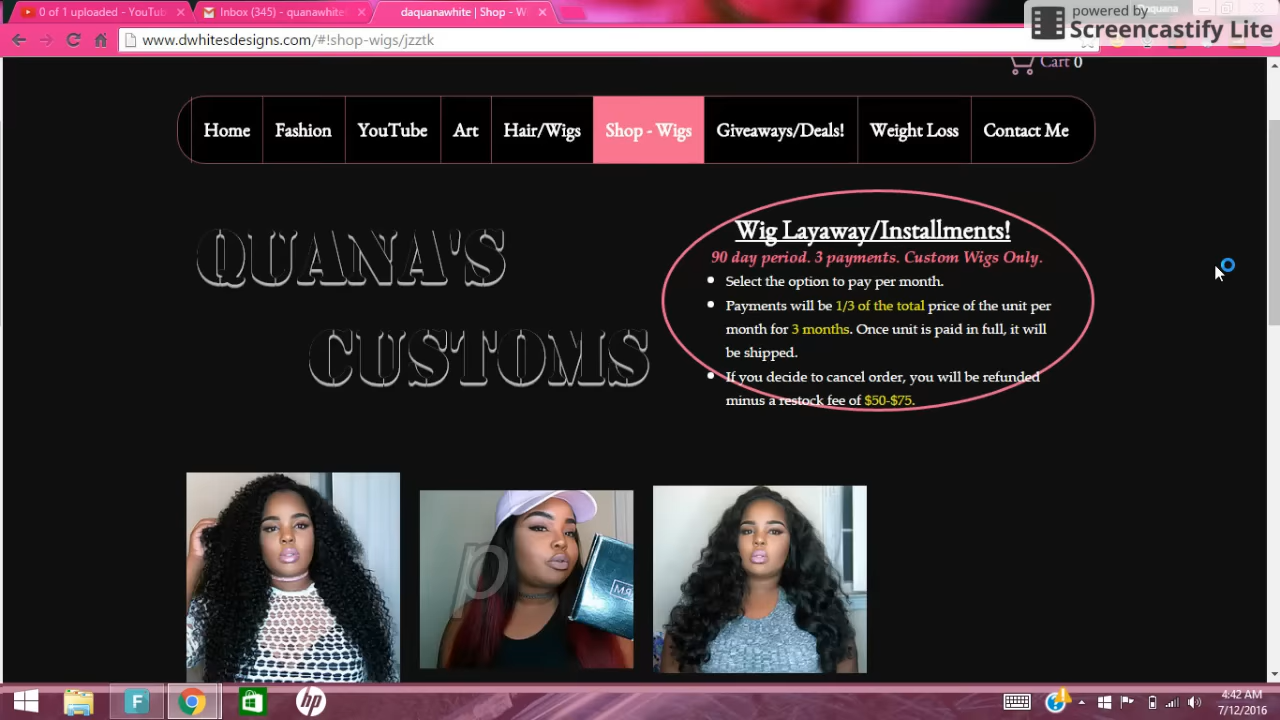 0 of 1 uploaded - YouTub
Inbox (345) - quanawhite
daquanawhite | Shop - W
powered by
Screencastify Lite
www.dwhitesdesigns.com/#!shop-wigs/jzztk
Cart 0
Home
Fashion
YouTube
Art
Hair/Wigs
Shop - Wigs
Giveaways/Deals!
Weight Loss
Contact Me
QUANA'S
CUSTOMS
Wig Layaway/Installments!
90 day period. 3 payments. Custom Wigs Only.
Select the option to pay per month.
Payments will be 1/3 of the total price of the unit per
month for 3 months. Once unit is paid in full, it will
be shipped.
If you decide to cancel order, you will be refunded
minus a restock fee of $50-$75.
p
F
hp
4:42 AM
7/12/2016